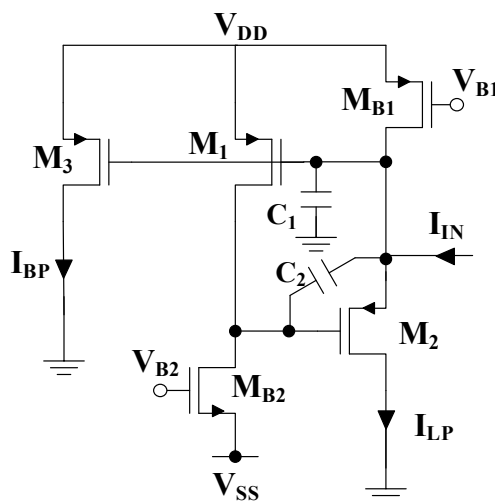 V_DD
V_B1
M_B1
M_3
M_1
C_1
I_IN
C_2
I_BP
M_2
V_B2
M_B2
I_LP
V_SS